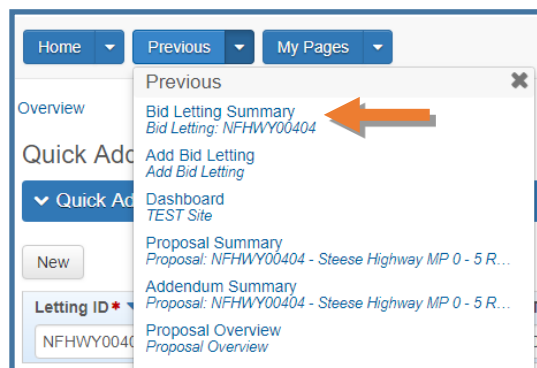 Home Previous My Pages
Previous
Overview
Bid Letting Summary
Bid Letting: NFHWY00404
Quick Add
Add Bid Letting
Add Bid Letting
Quick Ad
Dashboard
TEST Site
New
Proposal Summary
Proposal: NFHWY00404 - Steese Highway MP 0 - 5 R...
Letting ID*
Addendum Summary
Proposal: NFHWY00404 - Steese Highway MP 0 - 5 R...
NFHWY0040
Proposal Overview
Proposal Overview